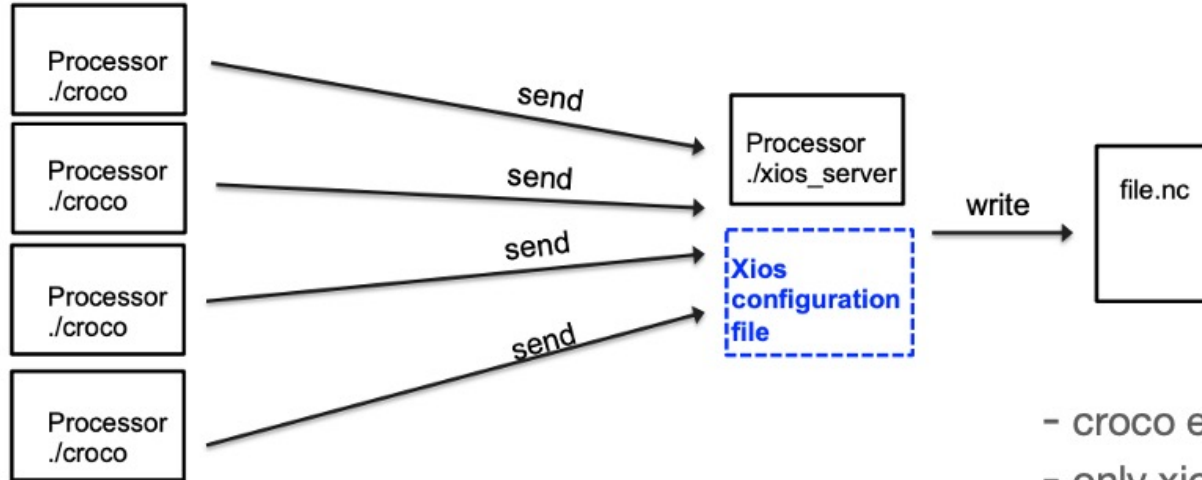 Processor
./croco
Processor
./croco
Processor
./croco
Processor
./croco
send
send
send
send
Processor
./xios_server
Xios
configuration
file
write
file.nc
- croco
- only